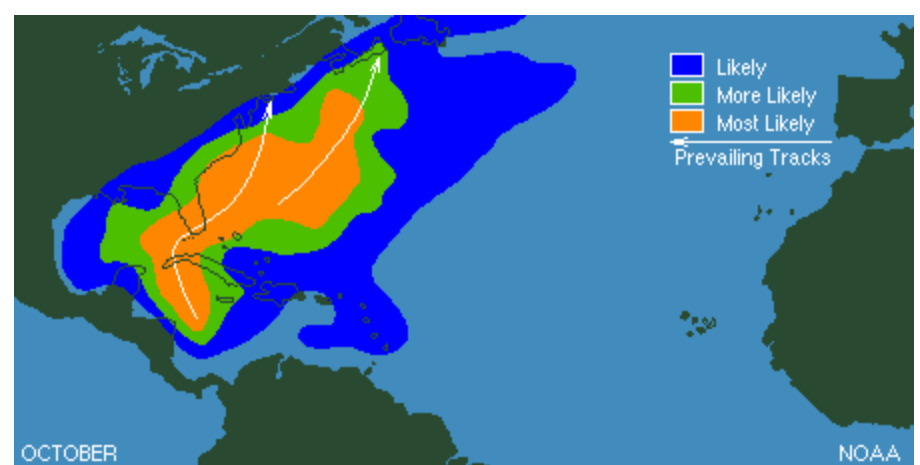 Likely
More Likely
Most Likely
Prevailing Tracks
OCTOBER
NOAA